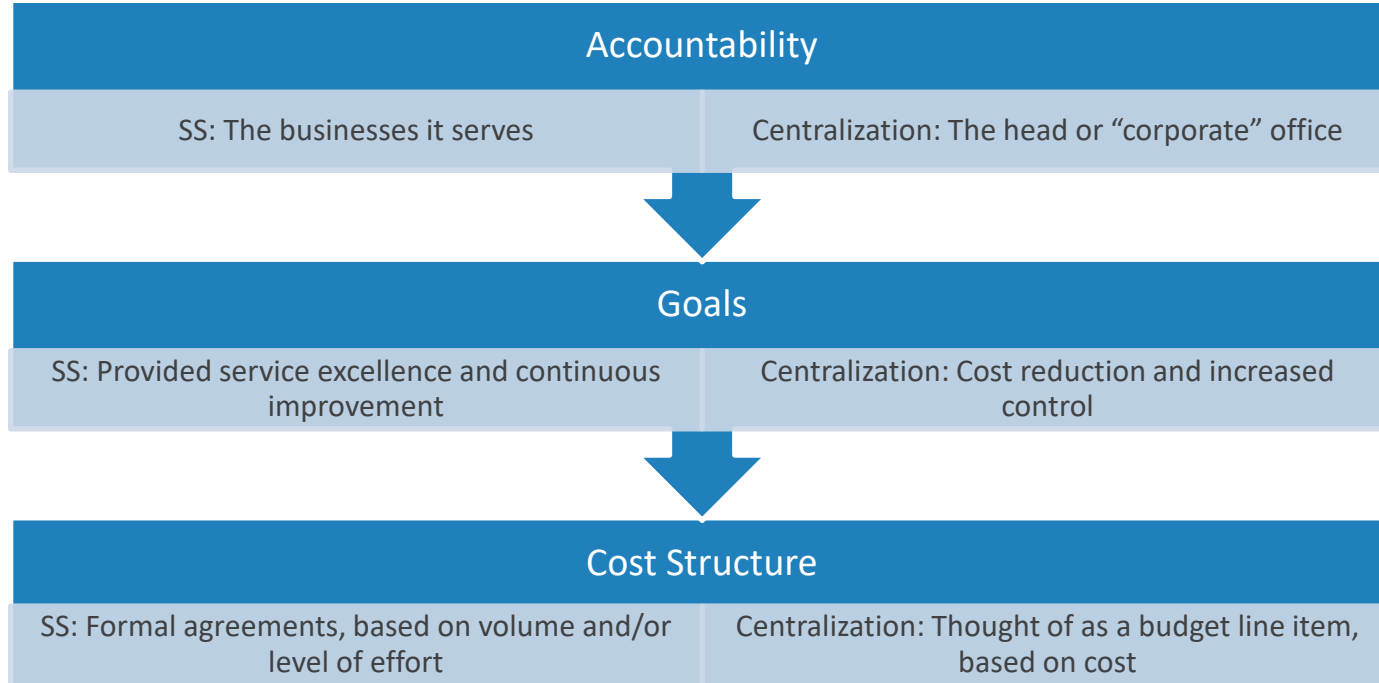 Accountability
SS: The businesses it serves
Centralization: The head or “corporate” office
Goals
SS: Provided service excellence and continuous
improvement
Centralization: Cost reduction and increased
control
Cost Structure
SS: Formal agreements, based on volume and/or
level of effort
Centralization: Thought of as a budget line item,
based on cost